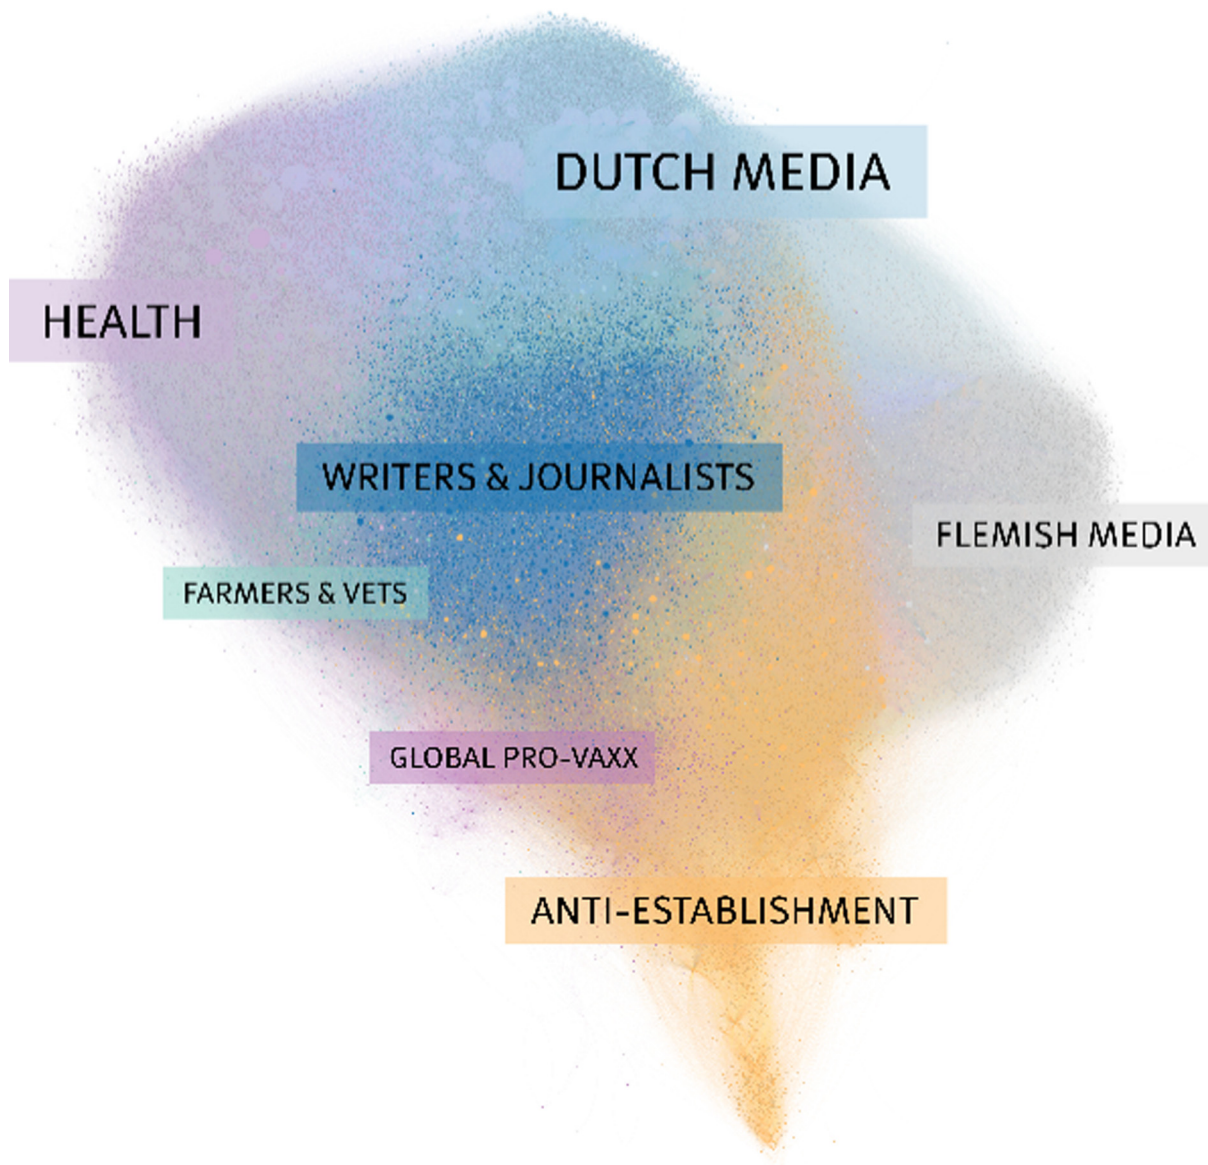 DUTCH MEDIA
HEALTH
WRITERS & JOURNALISTS
FLEMISH MEDIA
FARMERS & VETS
GLOBAL PRO-VAXX
ANTI-ESTABLISHMENT